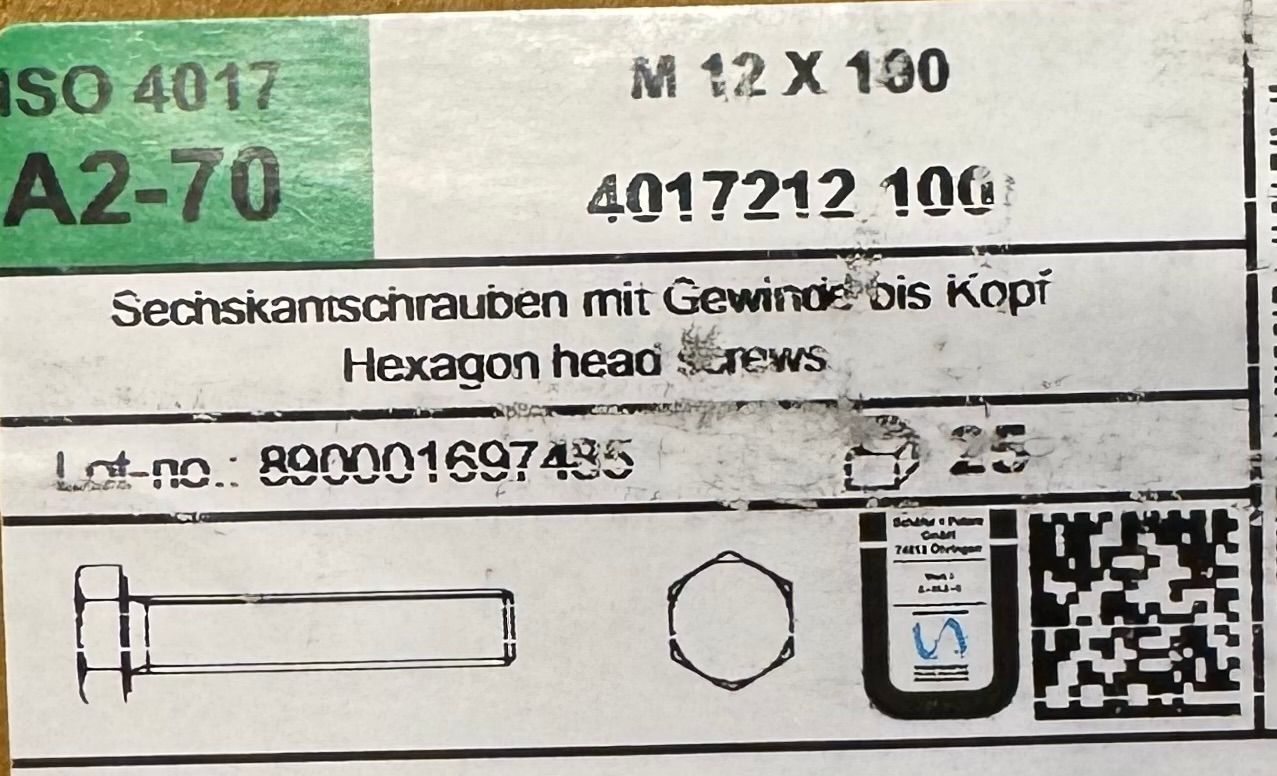 ISO 4017
A2-70
M 12 X 100
4017212 100
Sechskantschrauben mit Gewinde bis Kopf
Hexagon head screws
Lot-no.: 890001697485
25
GmbH